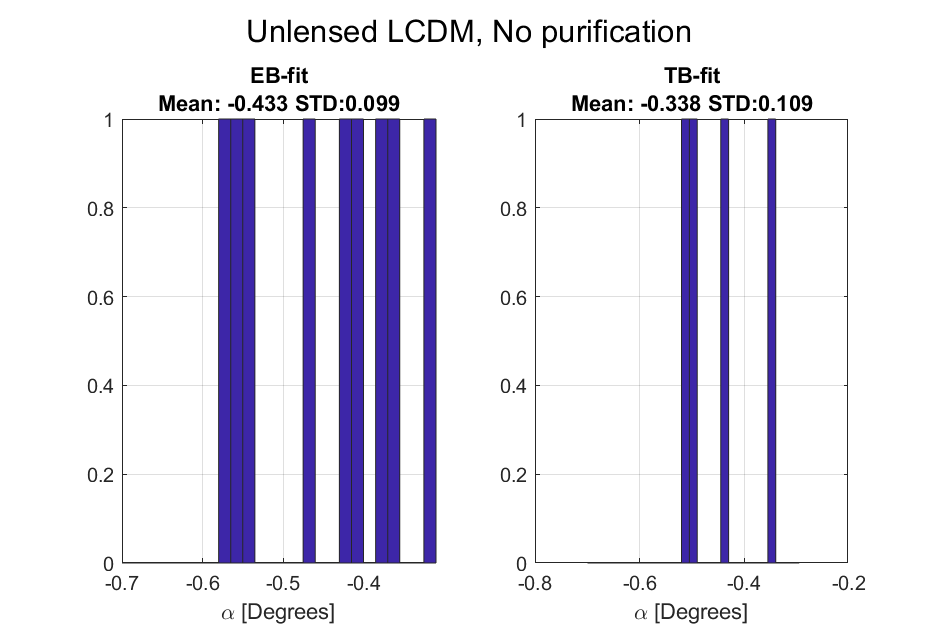 Unlensed LCDM, No purification
EB-fit
Mean: -0.433 STD:0.099
1
0.8
0.6
0.4
0.2
0
-0.7 -0.6 -0.5 -0.4
α [Degrees]
TB-fit
Mean: -0.338 STD:0.109
1
0.8
0.6
0.4
0.2
0
-0.8 -0.6 -0.4 -0.2
α [Degrees]